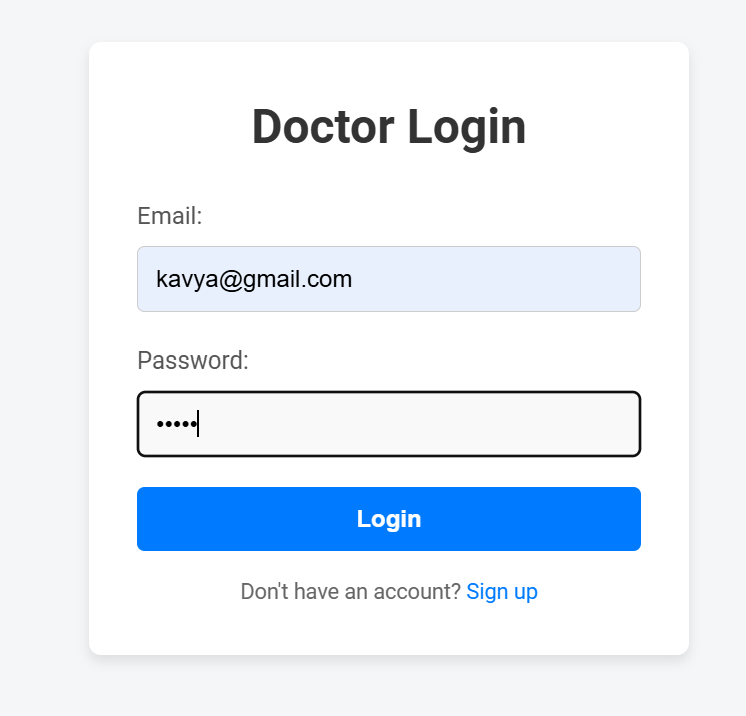 Doctor Login
Email:
kavya@gmail.com
Password:
•••••
Login
Don't have an account? Sign up